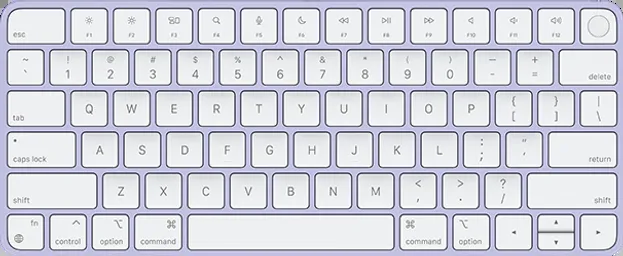 esc F1 F2 F3 F4 F5 F6 F7 F8 F9 F10 F11 F12
~ ! @ # $ % ^ & * ( ) — +
` 1 2 3 4 5 6 7 8 9 0 - = delete
{ } |
tab Q W E R T Y U I O P [ ] \
caps lock A S D F G H J K L : ; " ' return
< > ?
shift Z X C V B N M , . / shift
fn ^ ⌥ ⌘ ⌘ ⌥ ▲
control option command command option ◀ ▼ ▶